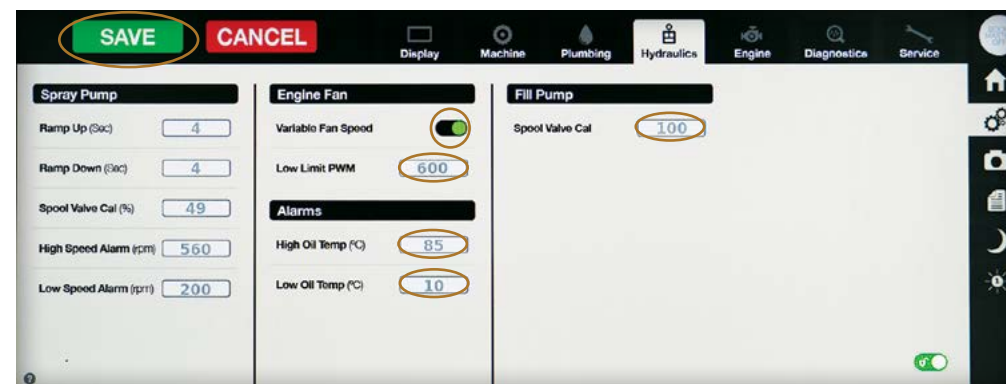 SAVE
CANCEL
Display
Machine
Plumbing
Hydraulics
Engine
Diagnostics
Service
Spray Pump
Ramp Up (Sec) 4
Ramp Down (Sec) 4
Spool Valve Cal (%) 49
High Speed Alarm (rpm) 560
Low Speed Alarm (rpm) 200
Engine Fan
Variable Fan Speed
Low Limit PWM 600
Alarms
High Oil Temp (°C) 85
Low Oil Temp (°C) 10
Fill Pump
Spool Valve Cal 100
?